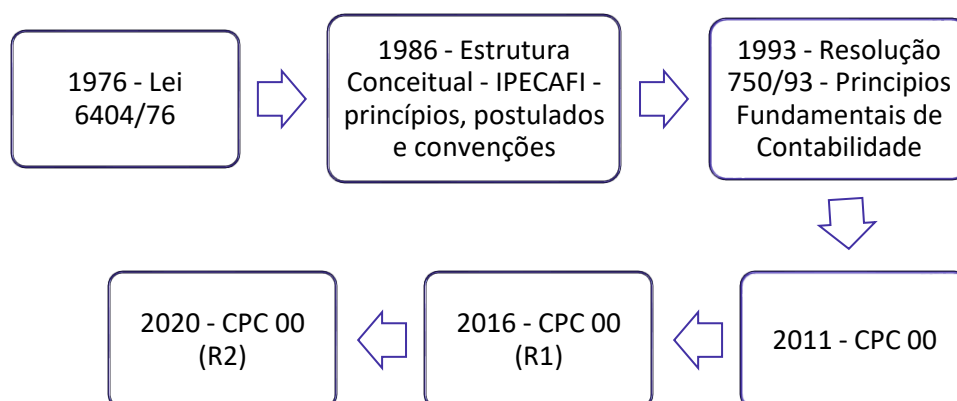 1976 - Lei
6404/76
1986 - Estrutura
Conceitual - IPECAFI -
princípios, postulados
e convenções
1993 - Resolução
750/93 - Principios
Fundamentais de
Contabilidade
2011 - CPC 00
2016 - CPC 00
(R1)
2020 - CPC 00
(R2)